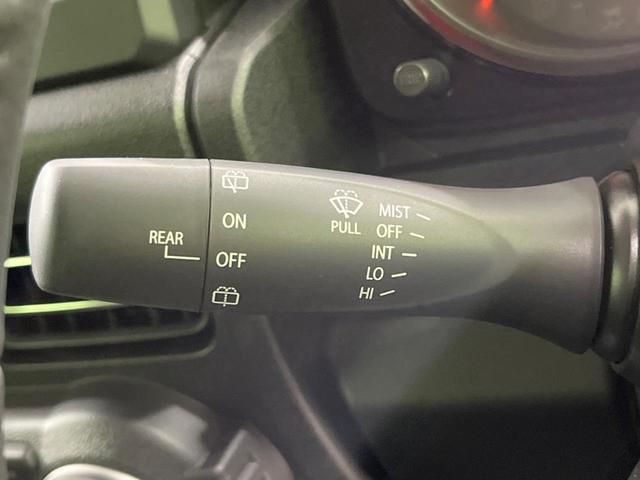 REAR
ON
OFF
PULL
MIST
OFF
INT
LO
HI